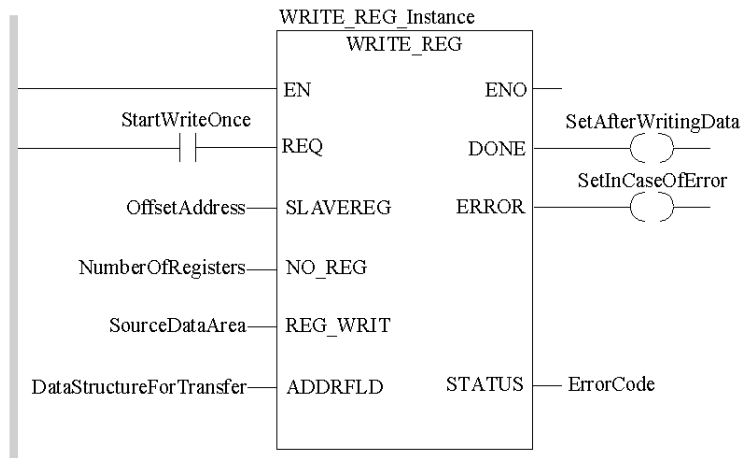 WRITE_REG_Instance
WRITE_REG
EN ENO
StartWriteOnce SetAfterWritingData
REQ DONE
SetInCaseOfError
OffsetAddress SLAVEREG ERROR
NumberOfRegisters NO_REG
SourceDataArea REG_WRIT
DataStructureForTransfer ADDRFLD STATUS ErrorCode